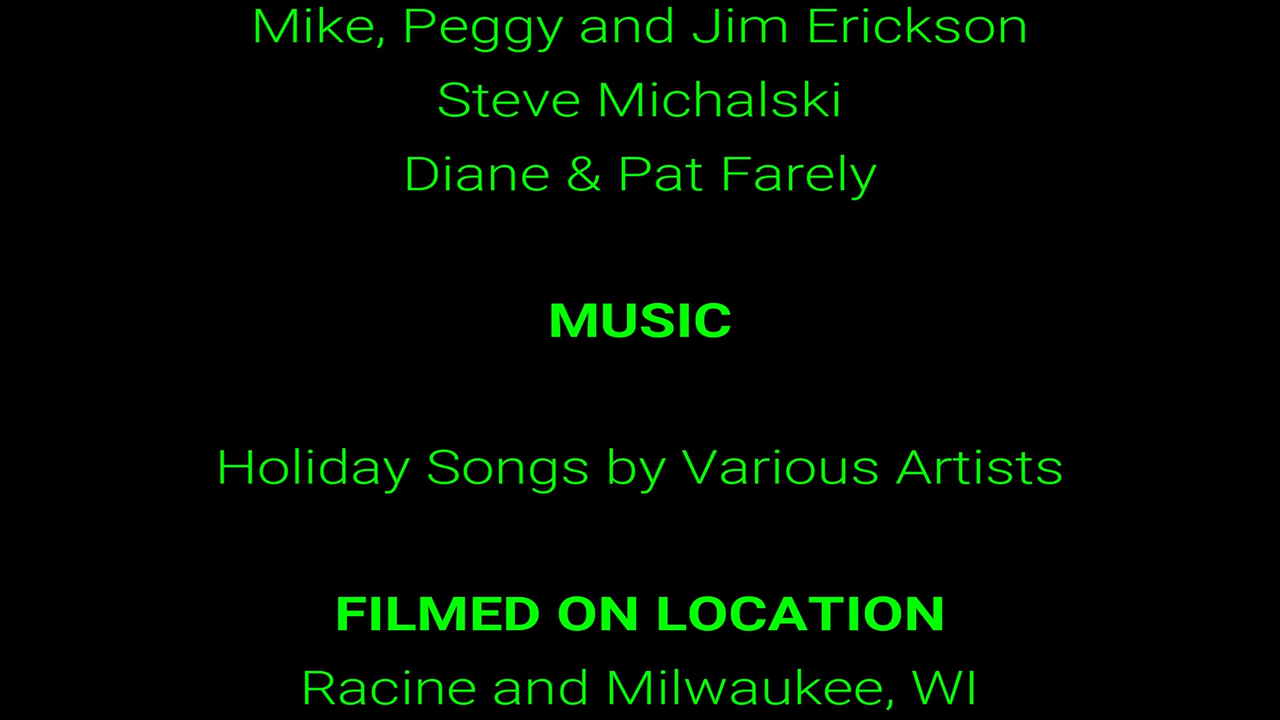 Mike, Peggy and Jim Erickson
Steve Michalski
Diane & Pat Farely
MUSIC
Holiday Songs by Various Artists
FILMED ON LOCATION
Racine and Milwaukee, WI